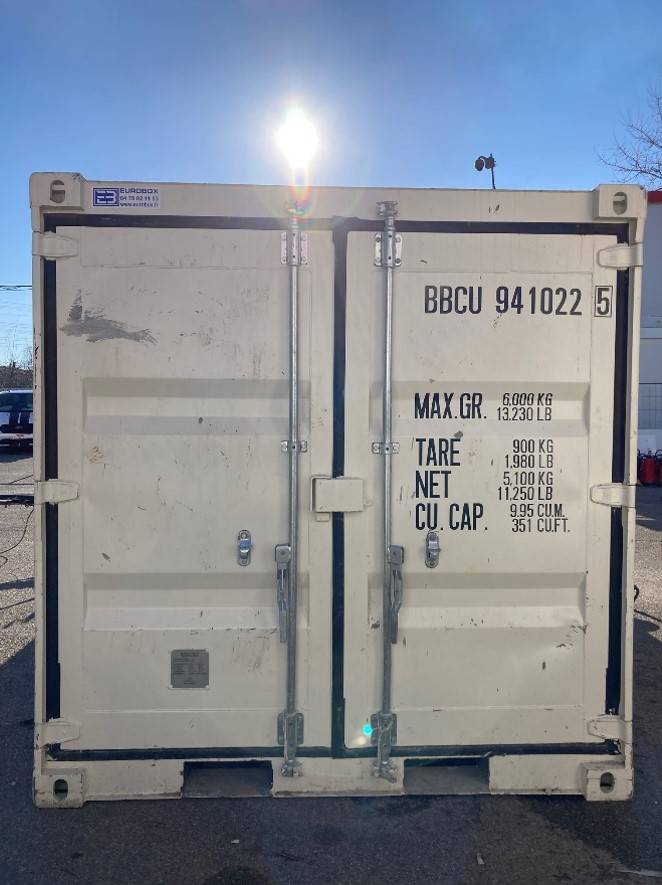 EUROBOX
BBCU 941022 5
MAX.GR. 6,000 KG
13.230 LB
TARE 900 KG
1,980 LB
NET 5,100 KG
11,250 LB
CU. CAP. 9.95 CU.M.
351 CU.FT.